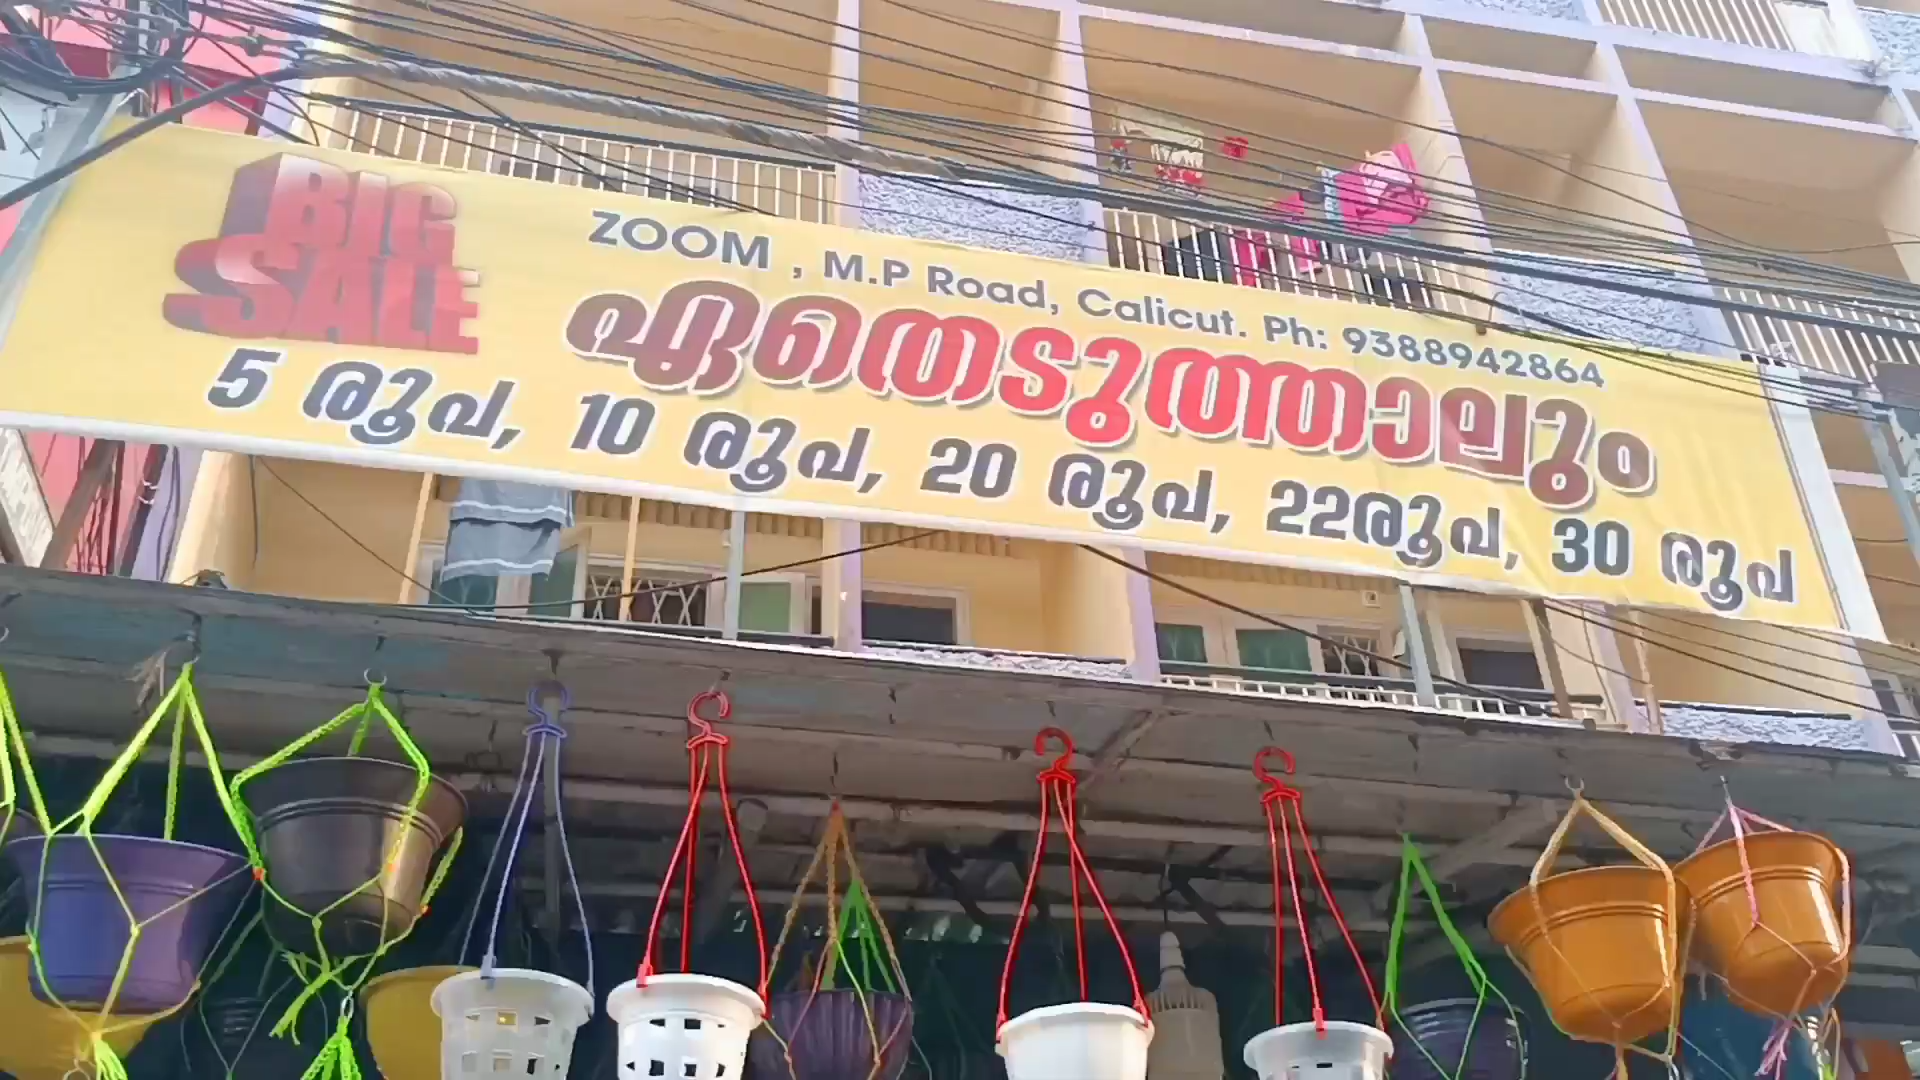 BIG
SALE
ZOOM , M.P Road, Calicut. Ph: 9388942864
ഏതെടുത്താലും
5 രൂപ, 10 രൂപ, 20 രൂപ, 22രൂപ, 30 രൂപ